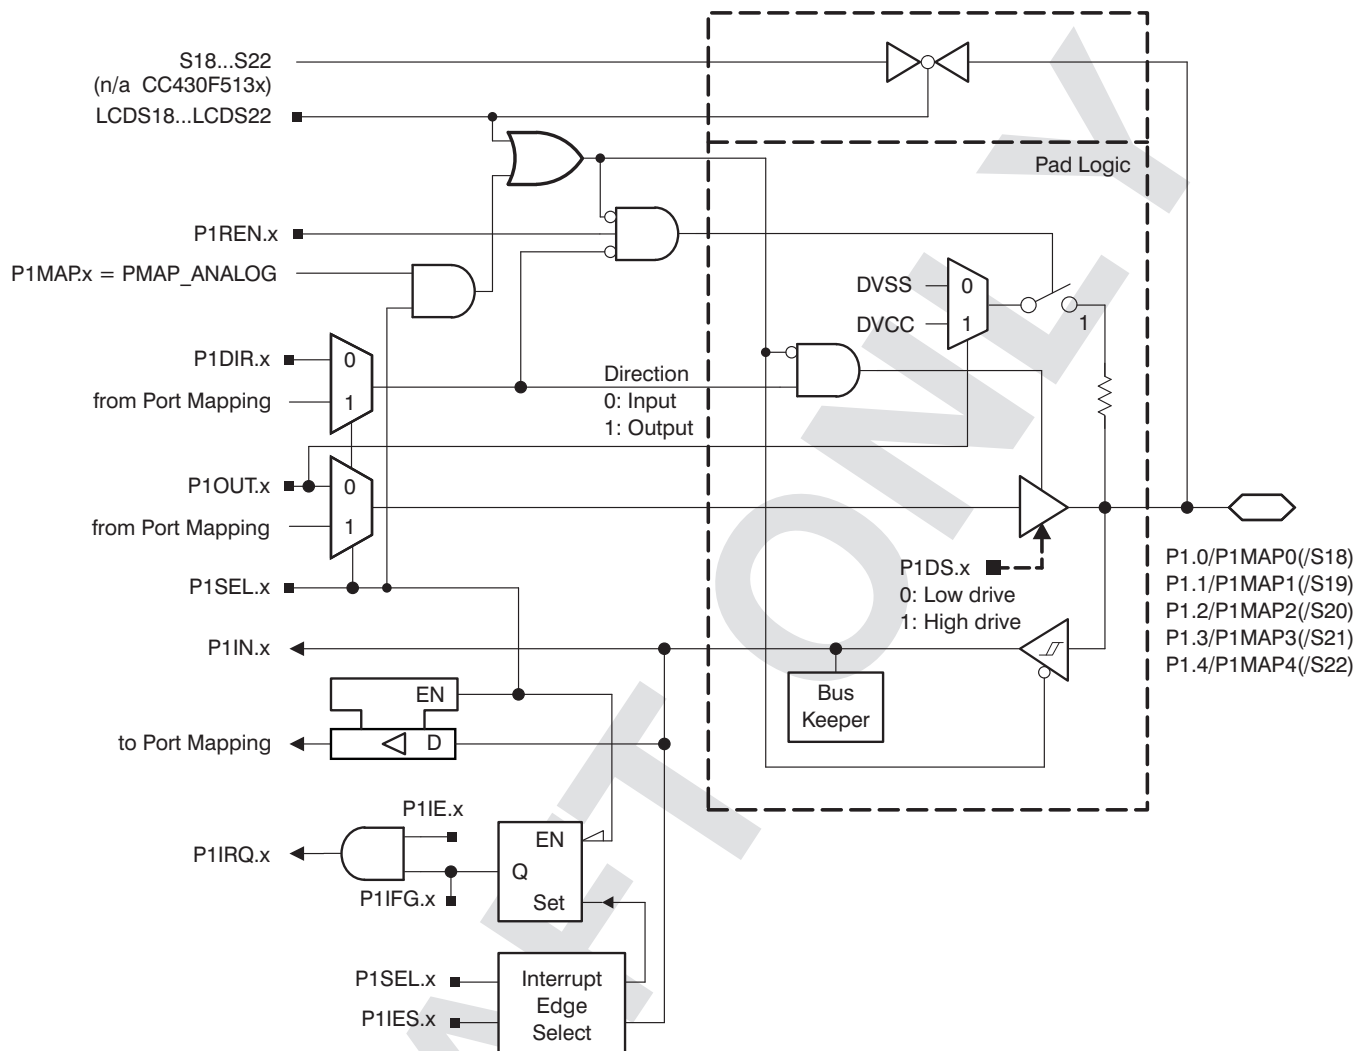 S18...S22
(n/a CC430F513x)
LCDS18...LCDS22
Pad Logic
P1REN.x
P1MAP.x = PMAP_ANALOG
DVSS
0
DVCC
1
1
P1DIR.x
0
from Port Mapping
1
Direction
0: Input
1: Output
P1OUT.x
0
from Port Mapping
1
P1SEL.x
P1DS.x
0: Low drive
1: High drive
P1.0/P1MAP0(/S18)
P1.1/P1MAP1(/S19)
P1.2/P1MAP2(/S20)
P1.3/P1MAP3(/S21)
P1.4/P1MAP4(/S22)
P1IN.x
EN
Bus
Keeper
to Port Mapping
D
P1IE.x
P1IRQ.x
EN
Q
P1IFG.x
Set
P1SEL.x
Interrupt
Edge
Select
P1IES.x
ONLY